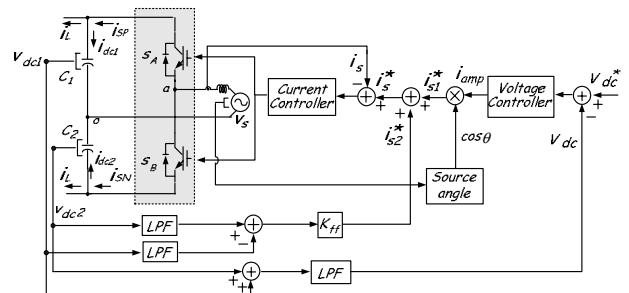 i_L
i_SP
i_dc1
v_dc1
C_1
S_A
a
o
v_s
C_2
i_L
i_dc2
i_SN
S_B
v_dc2
i_s
−
+
Current
Controller
i_s^*
+
+
i_s1^*
i_s2^*
i_amp
×
Voltage
Controller
V_dc^*
+
−
V_dc
cosθ
Source
angle
LPF
+
−
K_ff
LPF
+
+
LPF